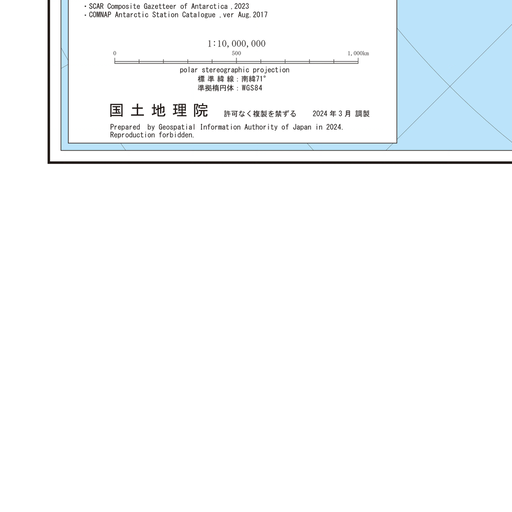 ・SCAR Composite Gazetteer of Antarctica , 2023
・COMNAP Antarctic Station Catalogue , ver Aug. 2017
1:10,000,000
0 500 1,000km
polar stereographic projection
標 準 緯 線 : 南緯71°
準拠楕円体 : WGS84
国土地理院 許可なく複製を禁ずる 2024 年 3 月 調製
Prepared by Geospatial Information Authority of Japan in 2024.
Reproduction forbidden.